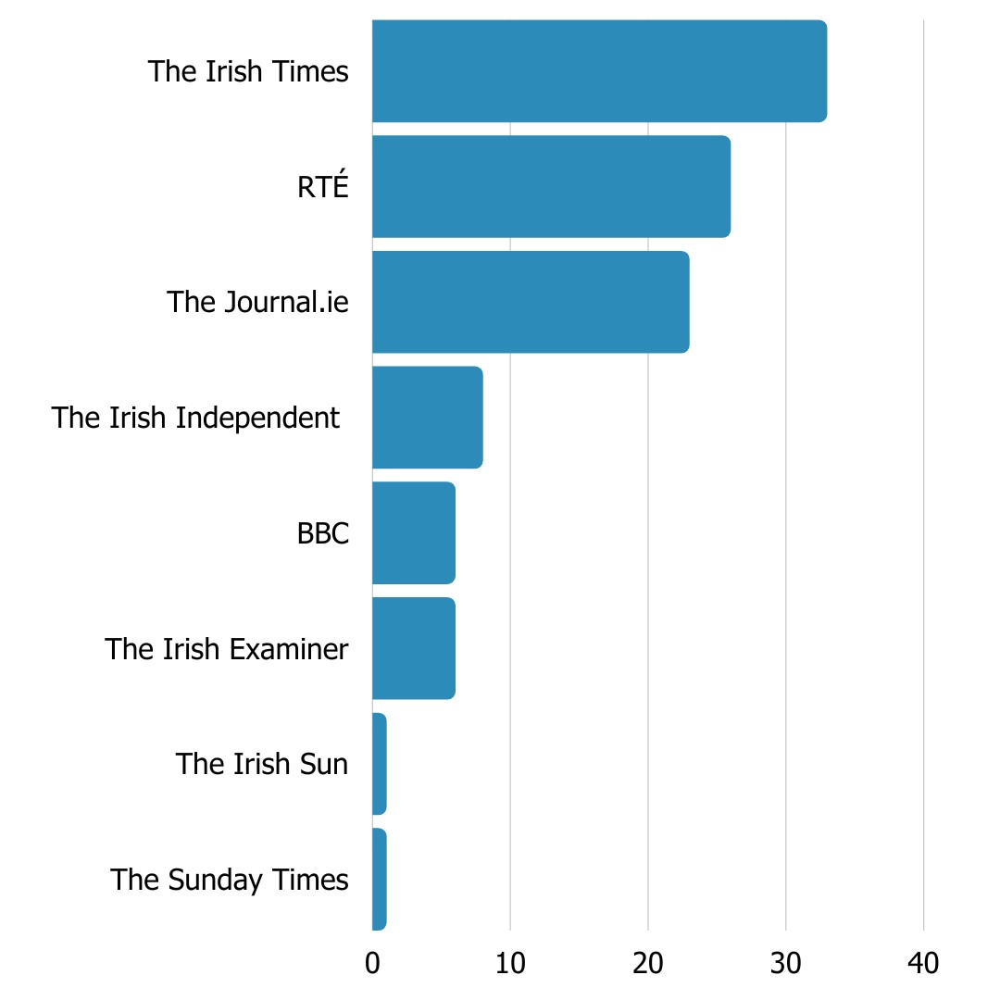 The Irish Times
RTÉ
The Journal.ie
The Irish Independent
BBC
The Irish Examiner
The Irish Sun
The Sunday Times
0 10 20 30 40